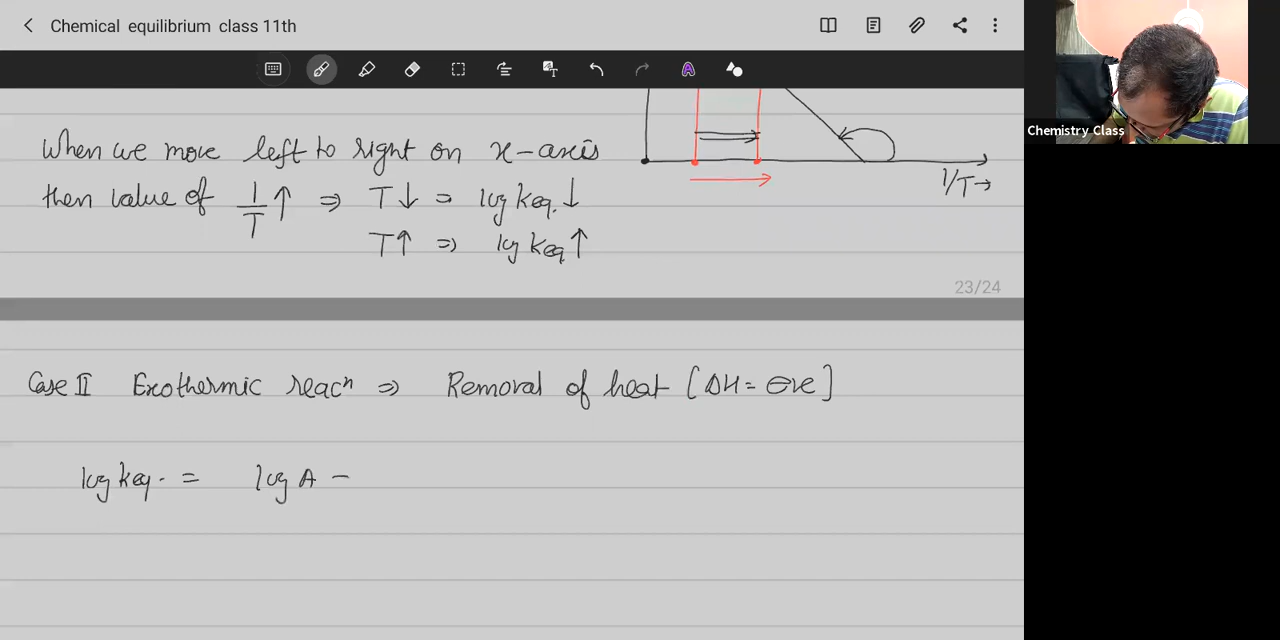 Chemical equilibrium class 11th
Chemistry Class
When we move left to right on x-axis
then value of 1/T ↑ ⇒ T↓ = log Keq. ↓
T↑ ⇒ log Keq ↑
1/T→
23/24
Case II Exothermic reacⁿ ⇒ Removal of heat [ΔH = ⊖ve]
log Keq. = log A –